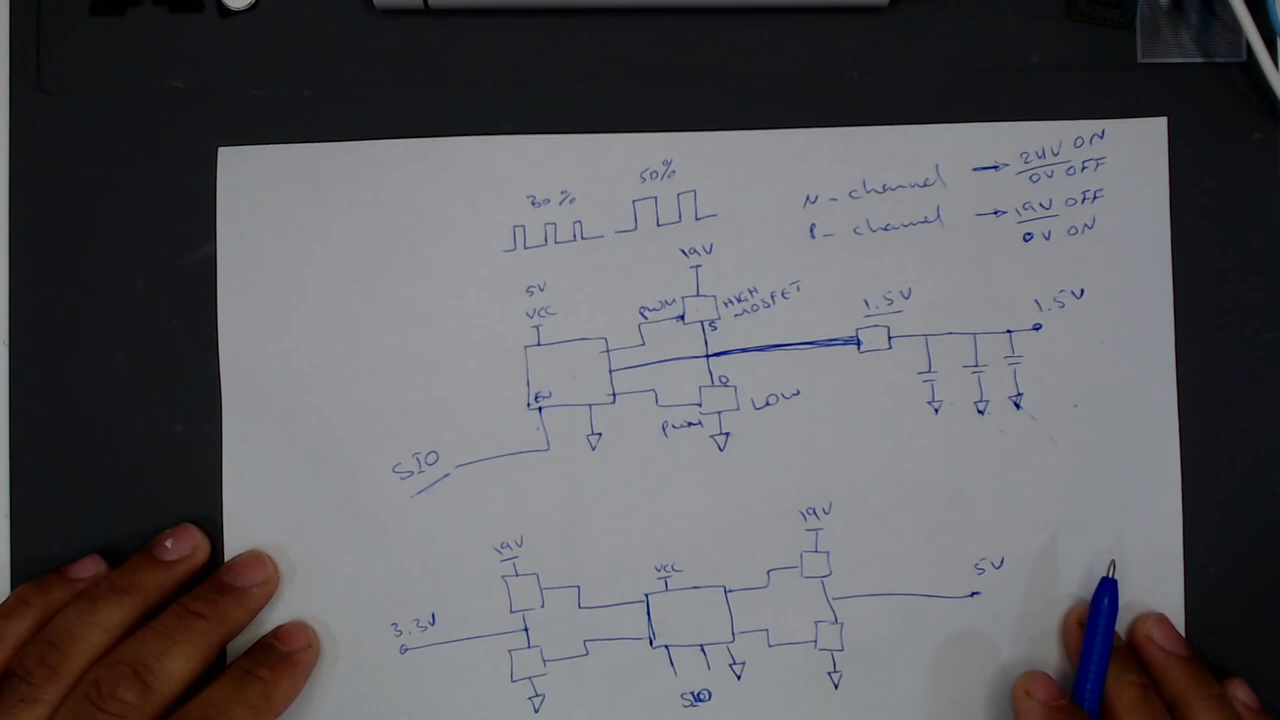 30%
50%
N- channel → 24V ON
0V OFF
P- channel → 19V OFF
0V ON
19V
5V
VCC
PWM
HIGH
MOSFET
S
1.5V
1.5V
EN
D
LOW
PWM
SIO
19V
19V
VCC
5V
3.3V
SIO